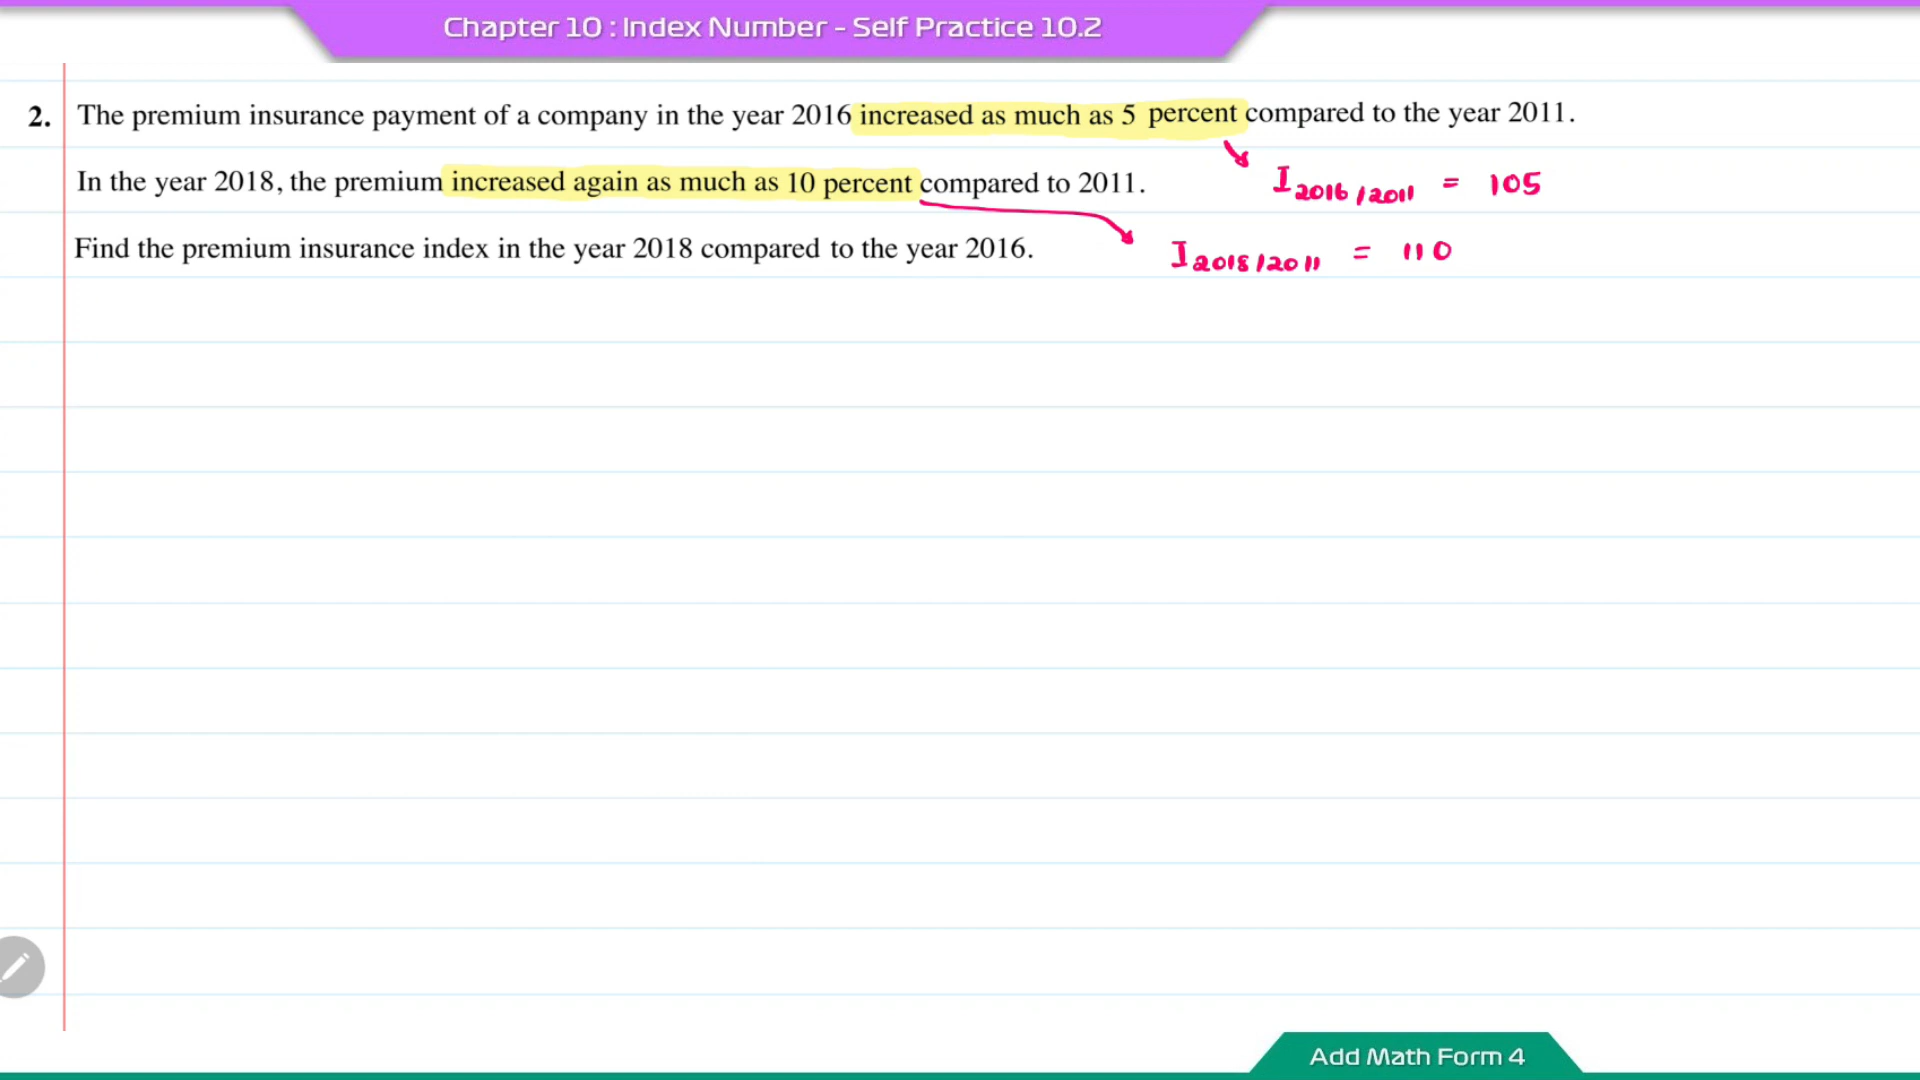 Chapter 10 : Index Number - Self Practice 10.2
2. The premium insurance payment of a company in the year 2016 increased as much as 5 percent compared to the year 2011.
In the year 2018, the premium increased again as much as 10 percent compared to 2011.
I 2016/2011 = 105
Find the premium insurance index in the year 2018 compared to the year 2016.
I 2018/2011 = 110
Add Math Form 4